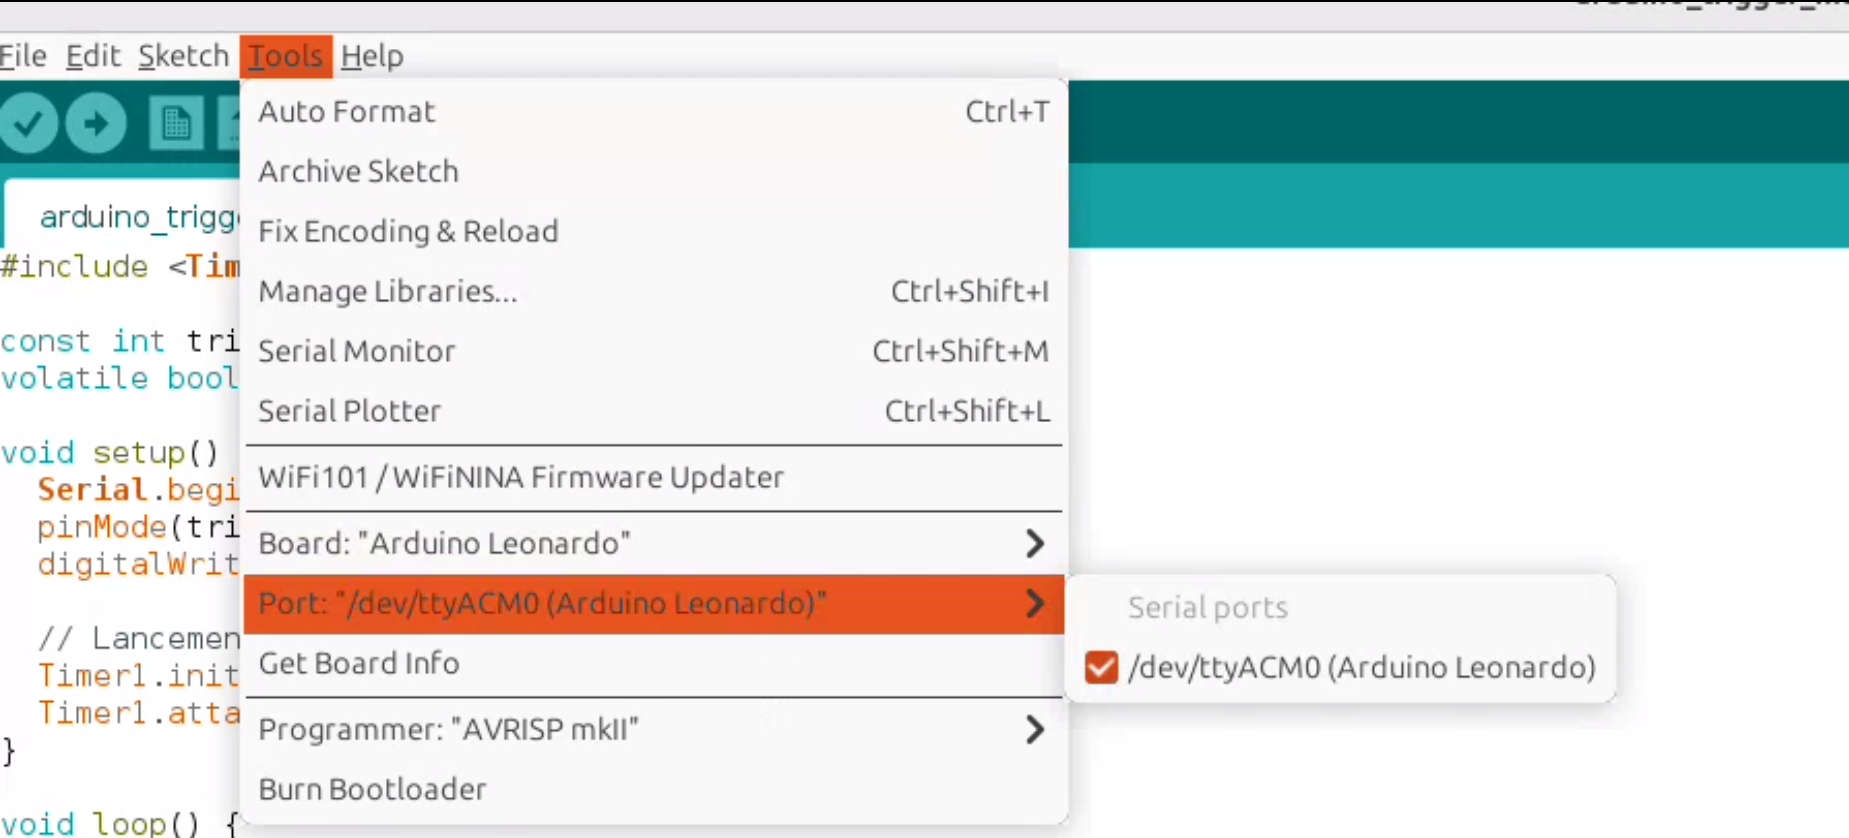 File Edit Sketch Tools Help
Auto Format Ctrl+T
Archive Sketch
Fix Encoding & Reload
Manage Libraries... Ctrl+Shift+I
Serial Monitor Ctrl+Shift+M
Serial Plotter Ctrl+Shift+L
WiFi101 / WiFiNINA Firmware Updater
Board: "Arduino Leonardo"
Port: "/dev/ttyACM0 (Arduino Leonardo)"
Get Board Info
Programmer: "AVRISP mkII"
Burn Bootloader
Serial ports
/dev/ttyACM0 (Arduino Leonardo)
arduino_trigg
#include <Tim
const int tri
volatile bool
void setup()
Serial.begi
pinMode(tri
digitalWrit
// Lancemen
Timer1.init
Timer1.atta
}
void loop() {